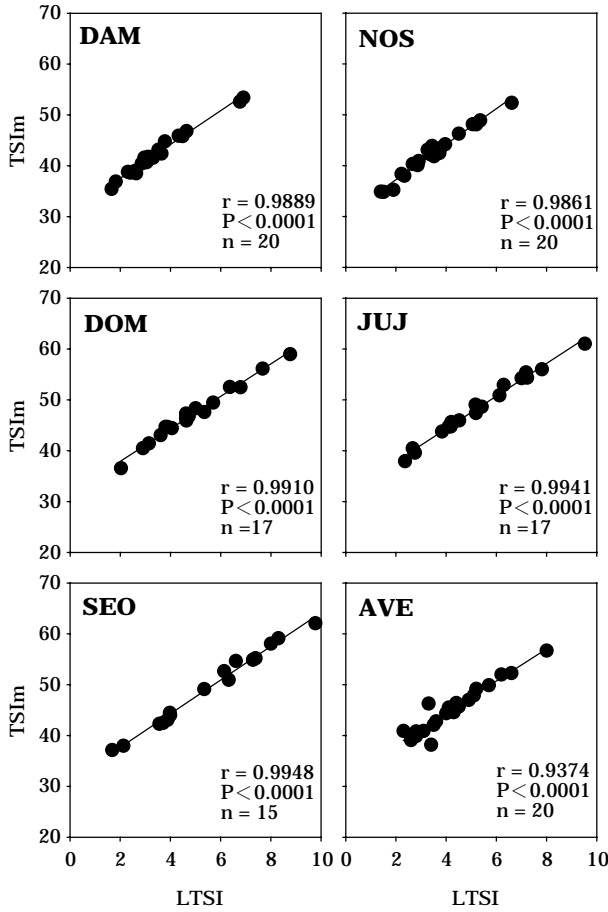 70
60
50
40
30
20
TSIm
DAM
r = 0.9889
P<0.0001
n = 20
NOS
r = 0.9861
P<0.0001
n = 20
70
60
50
40
30
20
TSIm
DOM
r = 0.9910
P<0.0001
n =17
JUJ
r = 0.9941
P<0.0001
n = 17
70
60
50
40
30
20
TSIm
SEO
r = 0.9948
P<0.0001
n = 15
AVE
r = 0.9374
P<0.0001
n = 20
0 2 4 6 8 10
0 2 4 6 8 10
LTSI
LTSI